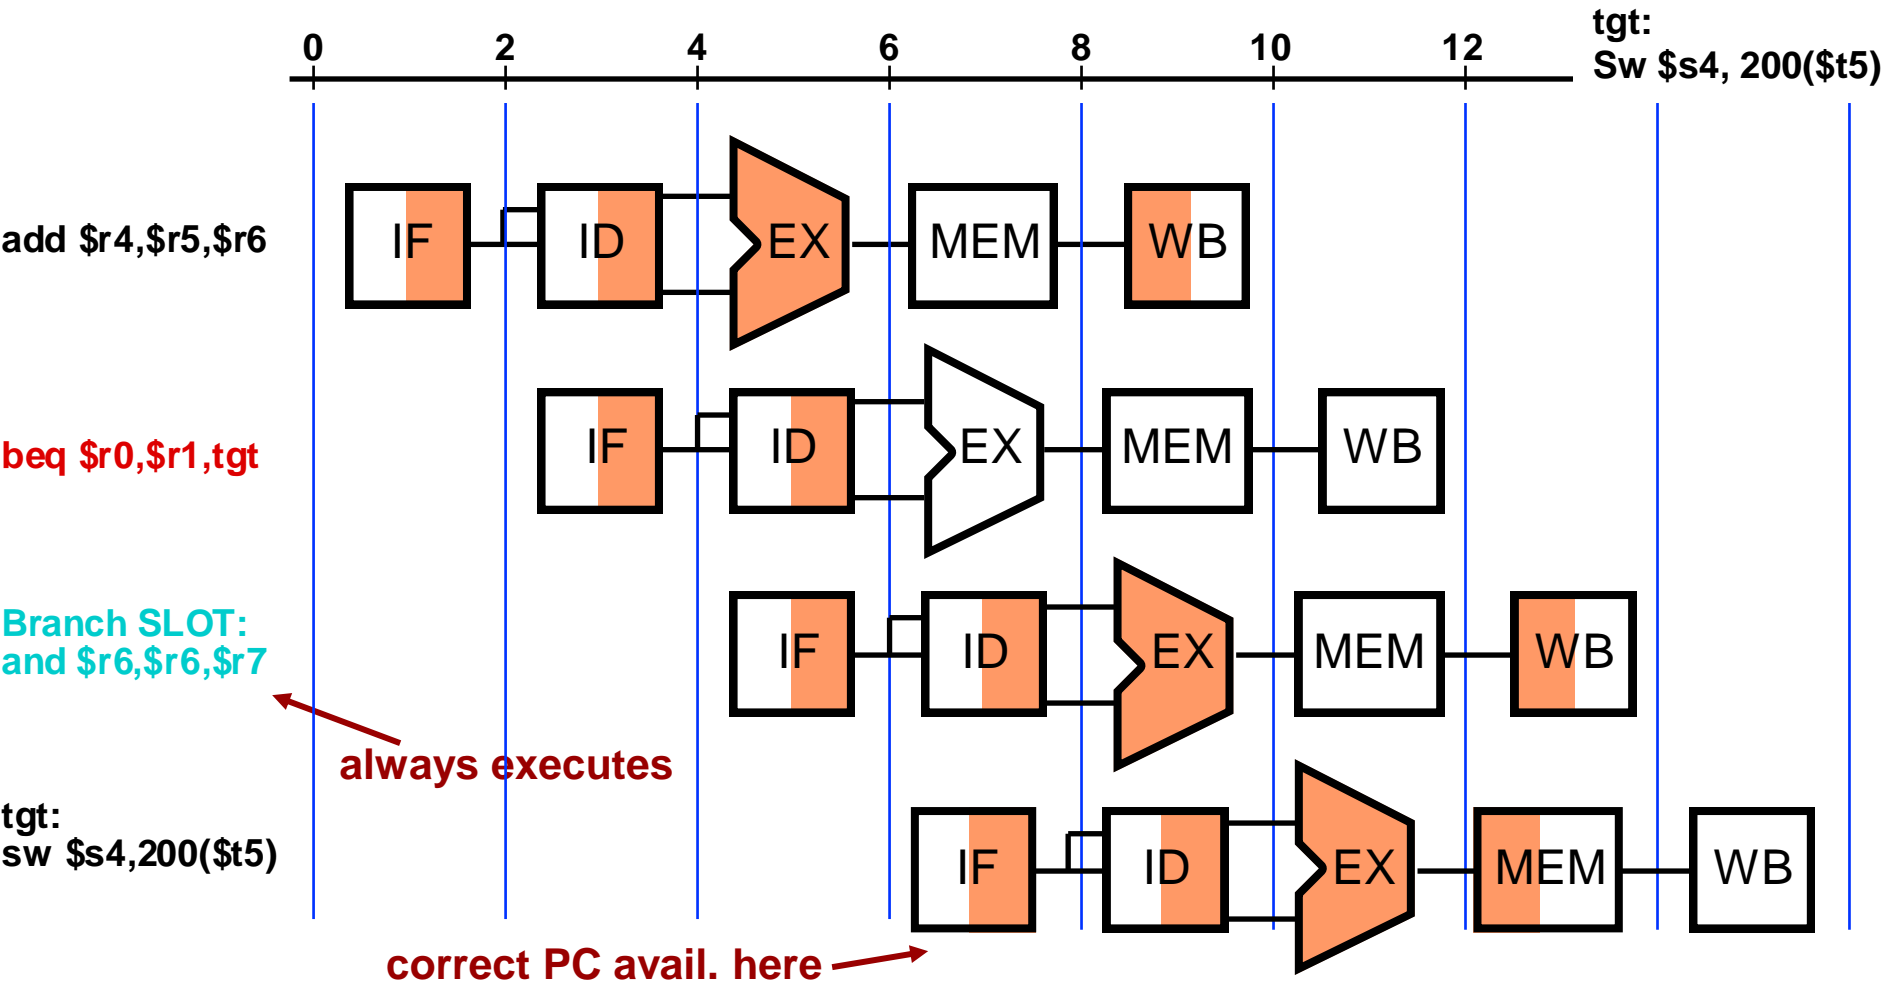 tgt:
0 2 4 6 8 10 12
Sw $s4, 200($t5)
add $r4,$r5,$r6
IF ID EX MEM WB
beq $r0,$r1,tgt
IF ID EX MEM WB
Branch SLOT:
and $r6,$r6,$r7
IF ID EX MEM WB
always executes
tgt:
sw $s4,200($t5)
IF ID EX MEM WB
correct PC avail. here